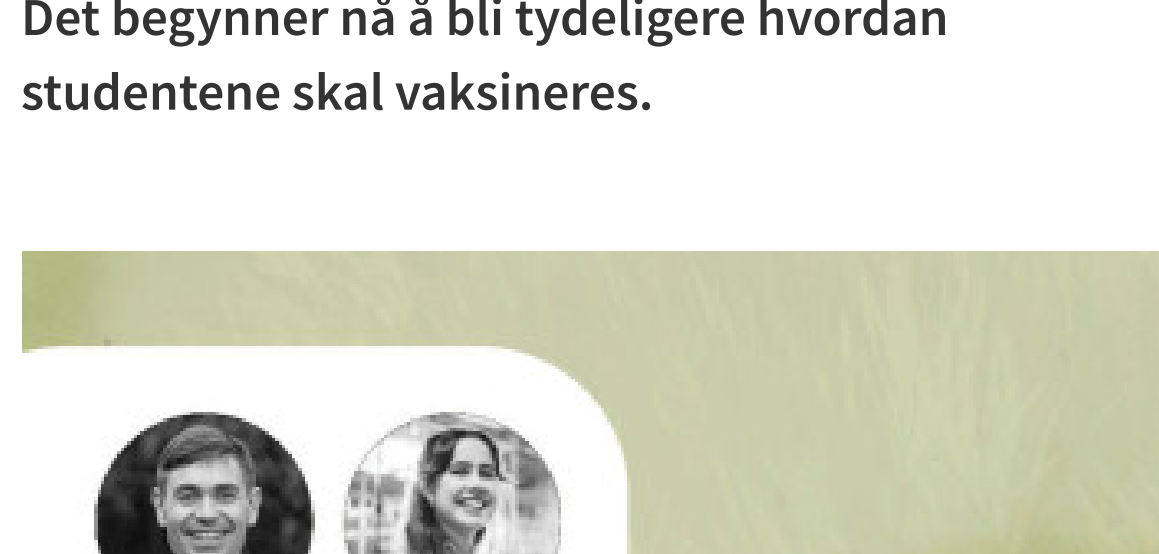 Det begynner nå å bli tydeligere hvordan
studentene skal vaksineres.